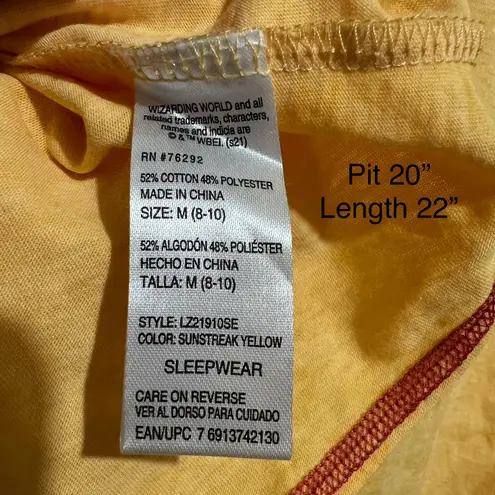 WIZARDING WORLD and all
related trademarks, characters,
names and indicia are
© & ™ WBEI. (s21)
RN #76292
52% COTTON 48% POLYESTER
MADE IN CHINA
SIZE: M (8-10)
52% ALGODÓN 48% POLIÉSTER
HECHO EN CHINA
TALLA: M (8-10)
STYLE: LZ21910SE
COLOR: SUNSTREAK YELLOW
SLEEPWEAR
CARE ON REVERSE
VER AL DORSO PARA CUIDADO
EAN/UPC 7 6913742130
Pit 20”
Length 22”